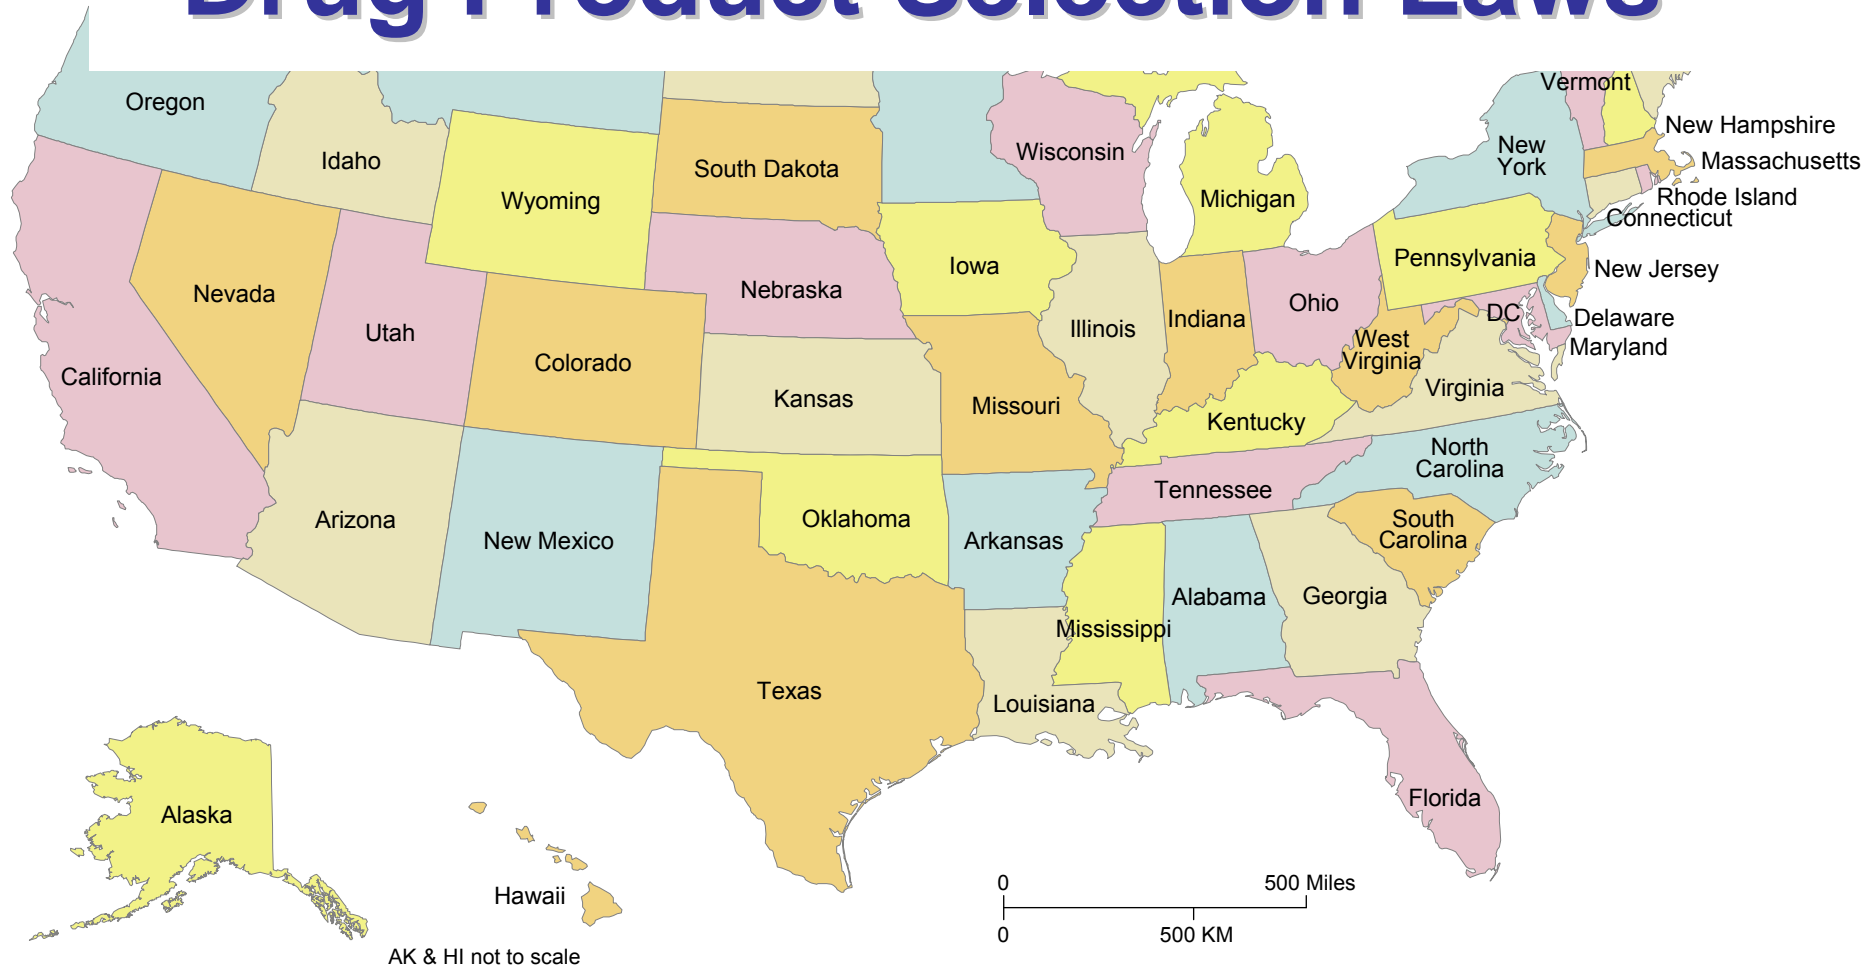 Drug Product Selection Laws
Vermont
Oregon
New Hampshire
Idaho
Wisconsin
New
York
Massachusetts
South Dakota
Wyoming
Michigan
Rhode Island
Connecticut
Iowa
Pennsylvania
New Jersey
Nevada
Nebraska
Ohio
Utah
Illinois
Indiana
DC
Delaware
West
Virginia
Maryland
California
Colorado
Kansas
Missouri
Virginia
Kentucky
North
Carolina
Tennessee
Arizona
Oklahoma
South
Carolina
New Mexico
Arkansas
Alabama
Georgia
Mississippi
Texas
Louisiana
Alaska
Florida
Hawaii
0
500 Miles
0
500 KM
AK & HI not to scale